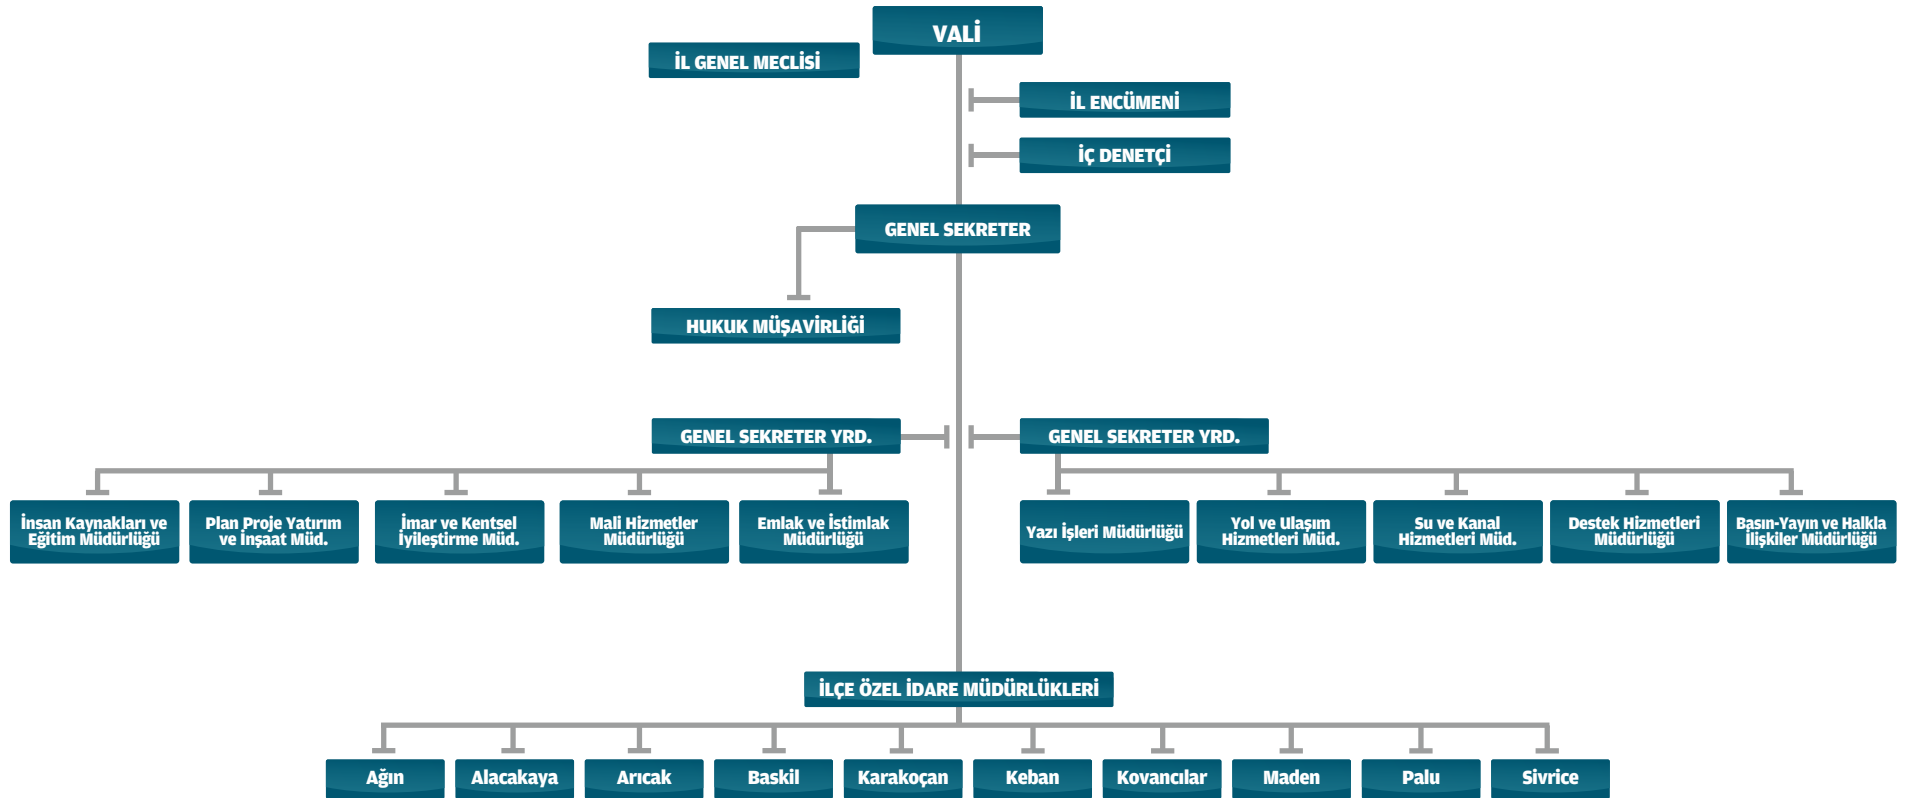 VALİ
İL GENEL MECLİSİ
İL ENCÜMENİ
İÇ DENETÇİ
GENEL SEKRETER
HUKUK MÜŞAVİRLİĞİ
GENEL SEKRETER YRD.
GENEL SEKRETER YRD.
İnsan Kaynakları ve
Eğitim Müdürlüğü
Plan Proje Yatırım
ve İnşaat Müd.
İmar ve Kentsel
İyileştirme Müd.
Mali Hizmetler
Müdürlüğü
Emlak ve İstimlak
Müdürlüğü
Yazı İşleri Müdürlüğü
Yol ve Ulaşım
Hizmetleri Müd.
Su ve Kanal
Hizmetleri Müd.
Destek Hizmetleri
Müdürlüğü
Basın-Yayın ve Halkla
İlişkiler Müdürlüğü
İLÇE ÖZEL İDARE MÜDÜRLÜKLERİ
Ağın
Alacakaya
Arıcak
Baskil
Karakoçan
Keban
Kovancılar
Maden
Palu
Sivrice